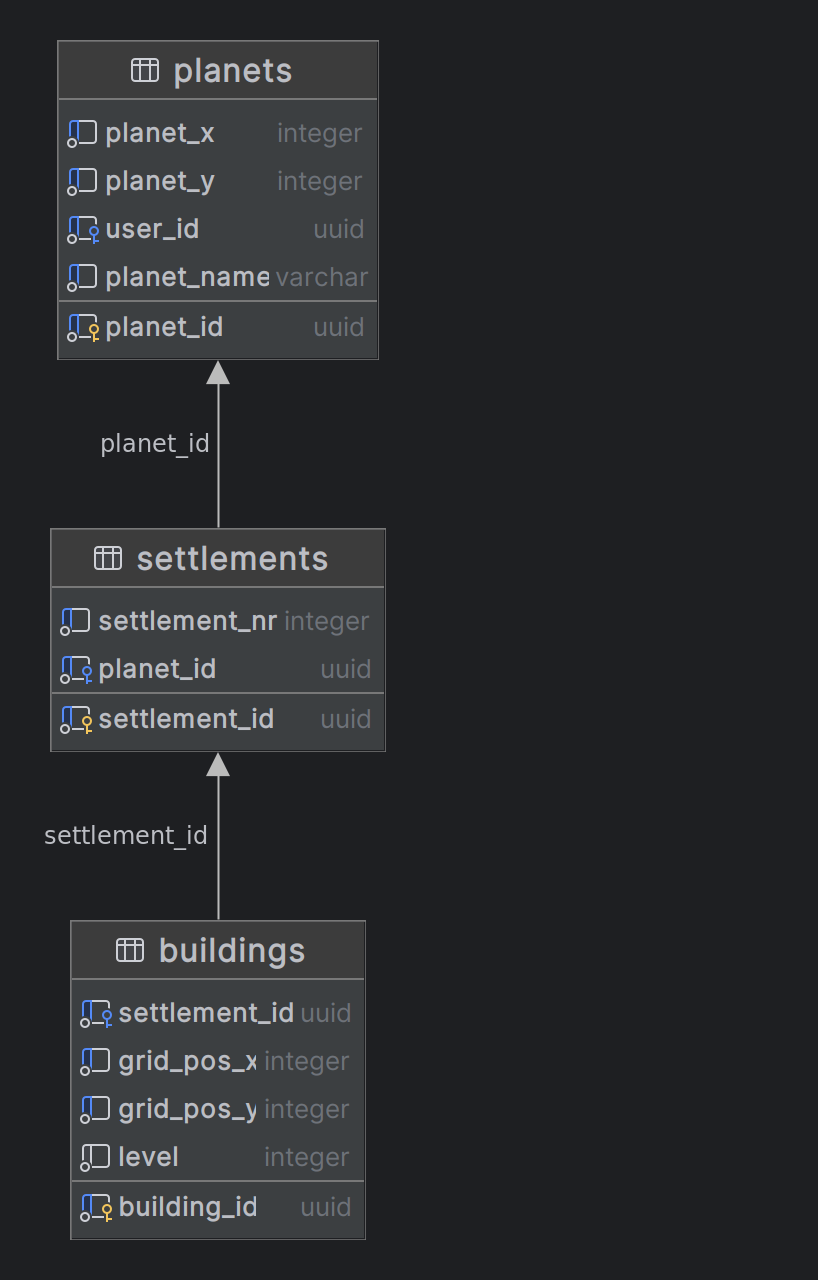 planets
planet_x integer
planet_y integer
user_id uuid
planet_name varchar
planet_id uuid
planet_id
settlements
settlement_nr integer
planet_id uuid
settlement_id uuid
settlement_id
buildings
settlement_id uuid
grid_pos_x integer
grid_pos_y integer
level integer
building_id uuid